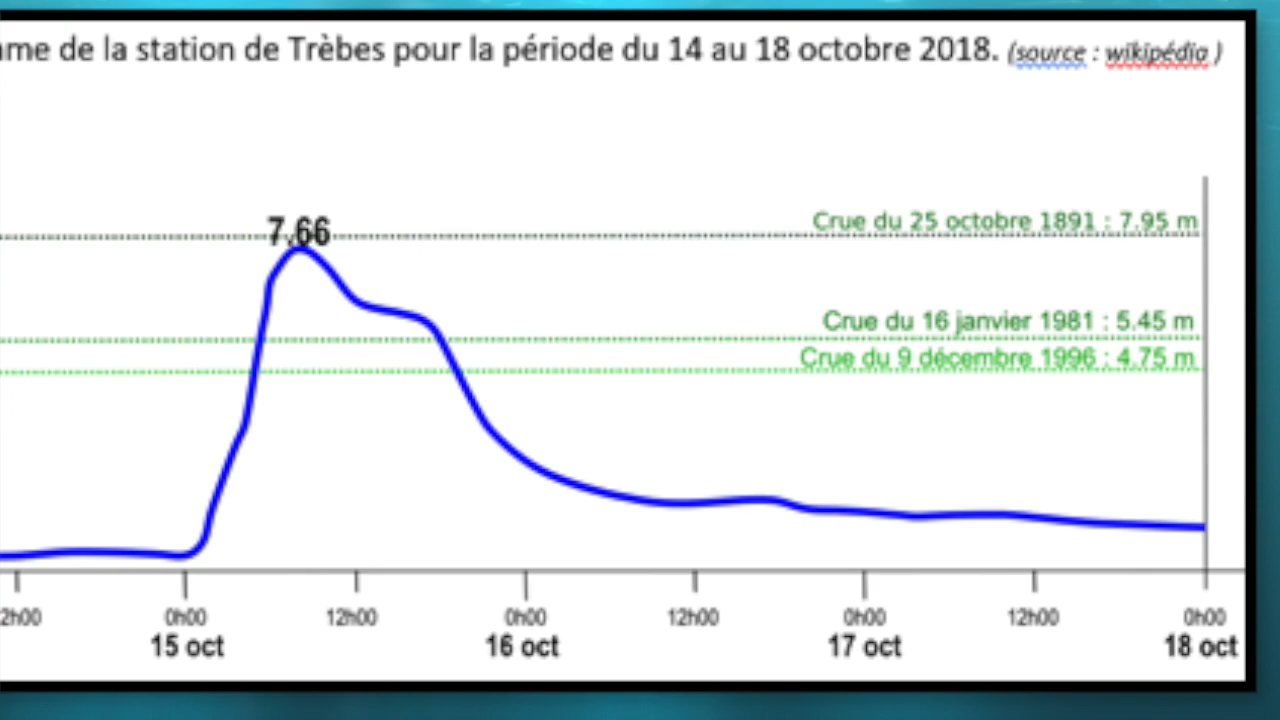 me de la station de Trèbes pour la période du 14 au 18 octobre 2018. (source : wikipédia )
7.66
Crue du 25 octobre 1891 : 7.95 m
Crue du 16 janvier 1981 : 5.45 m
Crue du 9 décembre 1996 : 4.75 m
2h00 0h00 12h00 0h00 12h00 0h00 12h00 0h00
15 oct 16 oct 17 oct 18 oct